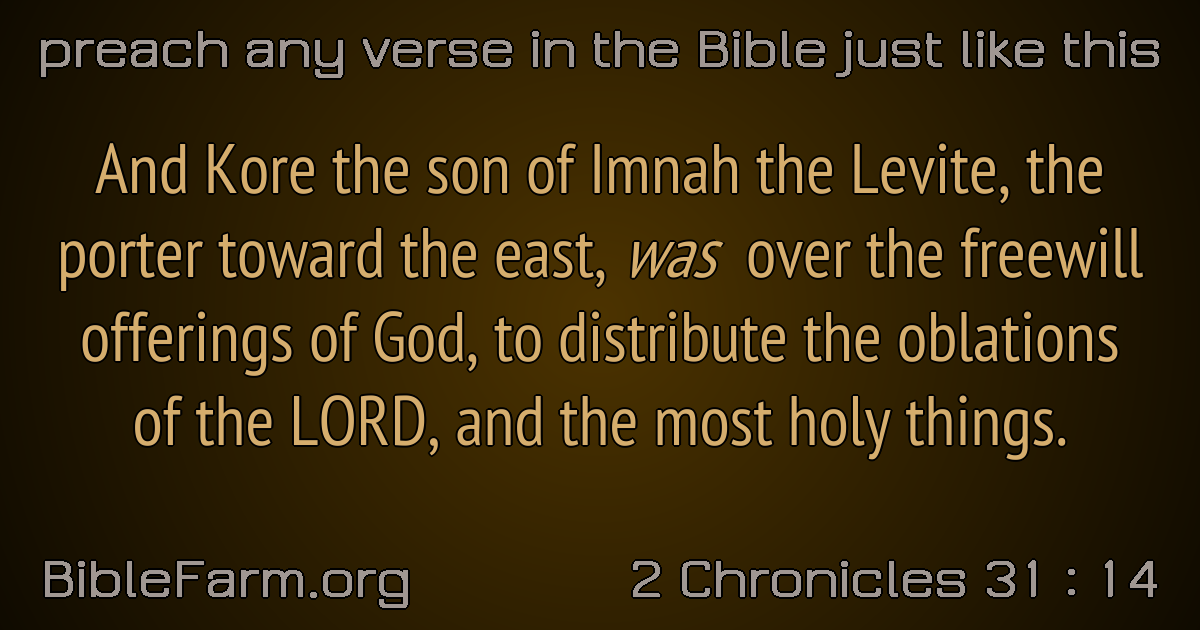 preach any verse in the Bible just like this
And Kore the son of Imnah the Levite, the
porter toward the east, was over the freewill
offerings of God, to distribute the oblations
of the LORD, and the most holy things.
BibleFarm.org
2 Chronicles 31 : 14